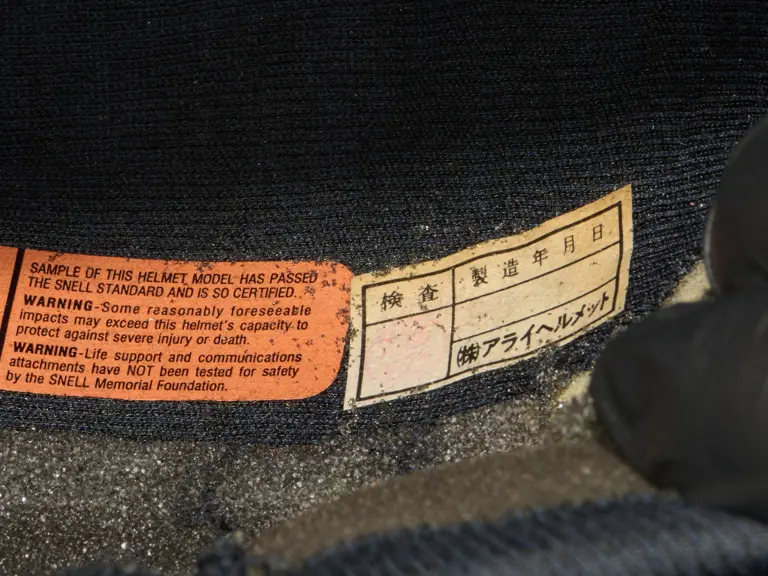 SAMPLE OF THIS HELMET MODEL HAS PASSED
THE SNELL STANDARD AND IS SO CERTIFIED.
WARNING-Some reasonably foreseeable
impacts may exceed this helmet's capacity to
protect against severe injury or death.
WARNING-Life support and communications
attachments have NOT been tested for safety
by the SNELL Memorial Foundation.
検査
製造年月日
㈱アライヘルメット